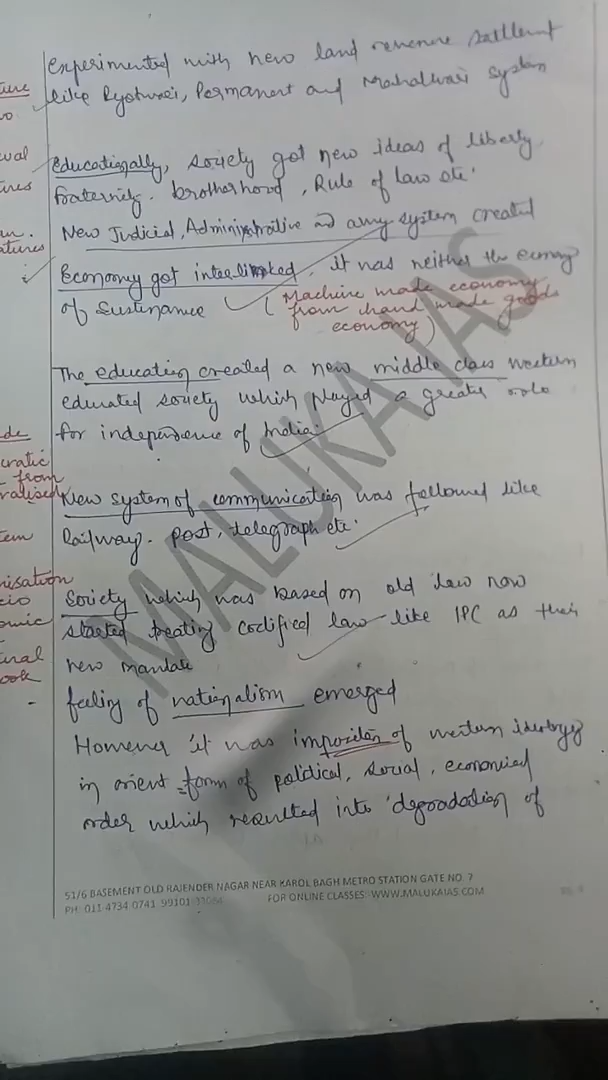 experimented with new land revenue settlemt
like Ryotwari, Permanent and Mahalwari system
Educationally, society got new ideas of liberty,
fraternity. brotherhood, Rule of law etc.
New Judicial, Administrative and army system created
Economy got interlinked, it was neither the ecnomy
of sustenance
(Machine made economy
from hand made goods
economy)
The education created a new middle class western
educated society which played a greater role
for independence of India.
New system of communication was followed like
Railway. Post, telegraph etc.
Society which was based on old law now
started treating codified law like IPC as their
new mandate
feeling of nationalism emerged
However it was imposition of western ideology
in orient form of political, social, economical
order which resulted into degradation of
MALUKA IAS
51/6 BASEMENT OLD RAJENDER NAGAR NEAR KAROL BAGH METRO STATION GATE NO. 7
PH: 011-4734 0741 99101
FOR ONLINE CLASSES: WWW.MALUKAIAS.COM